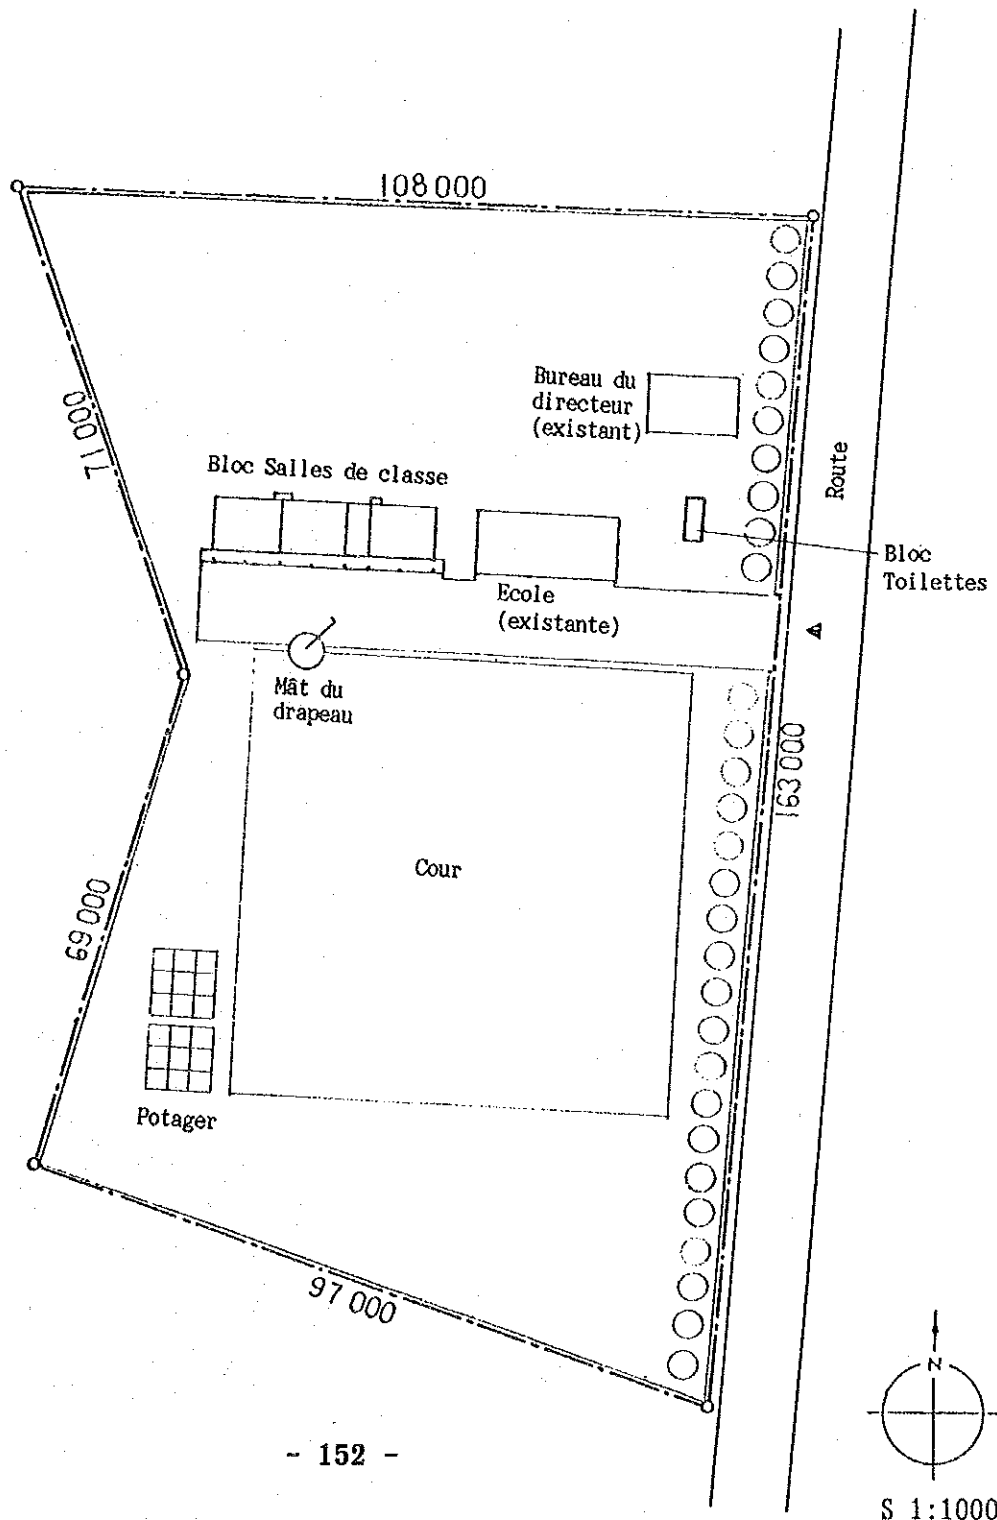 108 000
71 000
Bureau du
directeur
(existant)
Route
Bloc Salles de classe
Bloc
Toilettes
Ecole
(existante)
Mât du
drapeau
163 000
Cour
69 000
Potager
97 000
N
- 152 -
S 1:1000